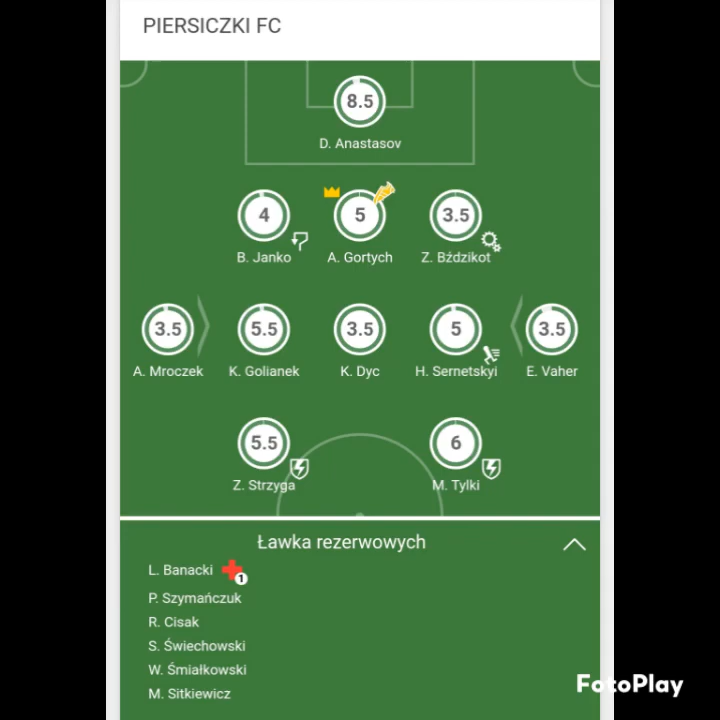 PIERSICZKI FC
8.5
D. Anastasov
4 5 3.5
B. Janko A. Gortych Z. Bździkot
3.5 5.5 3.5 5 3.5
A. Mroczek K. Golianek K. Dyc H. Sernetskyi E. Vaher
5.5 6
Z. Strzyga M. Tylki
Ławka rezerwowych
L. Banacki 1
P. Szymańczuk
R. Cisak
S. Świechowski
W. Śmiałkowski
M. Sitkiewicz
FotoPlay